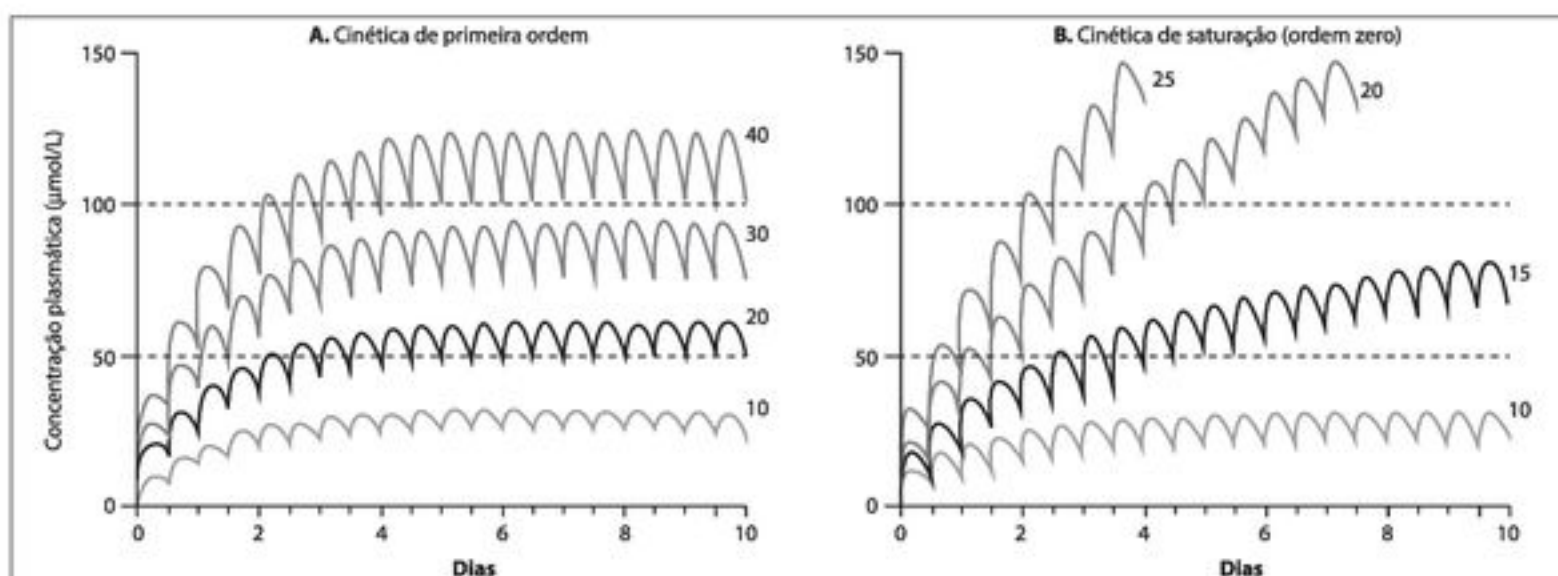 A. Cinética de primeira ordem
150
100
50
0
Concentração plasmática (µmol/L)
40
30
20
10
0 2 4 6 8 10
Dias
B. Cinética de saturação (ordem zero)
150
100
50
0
25
20
15
10
0 2 4 6 8 10
Dias